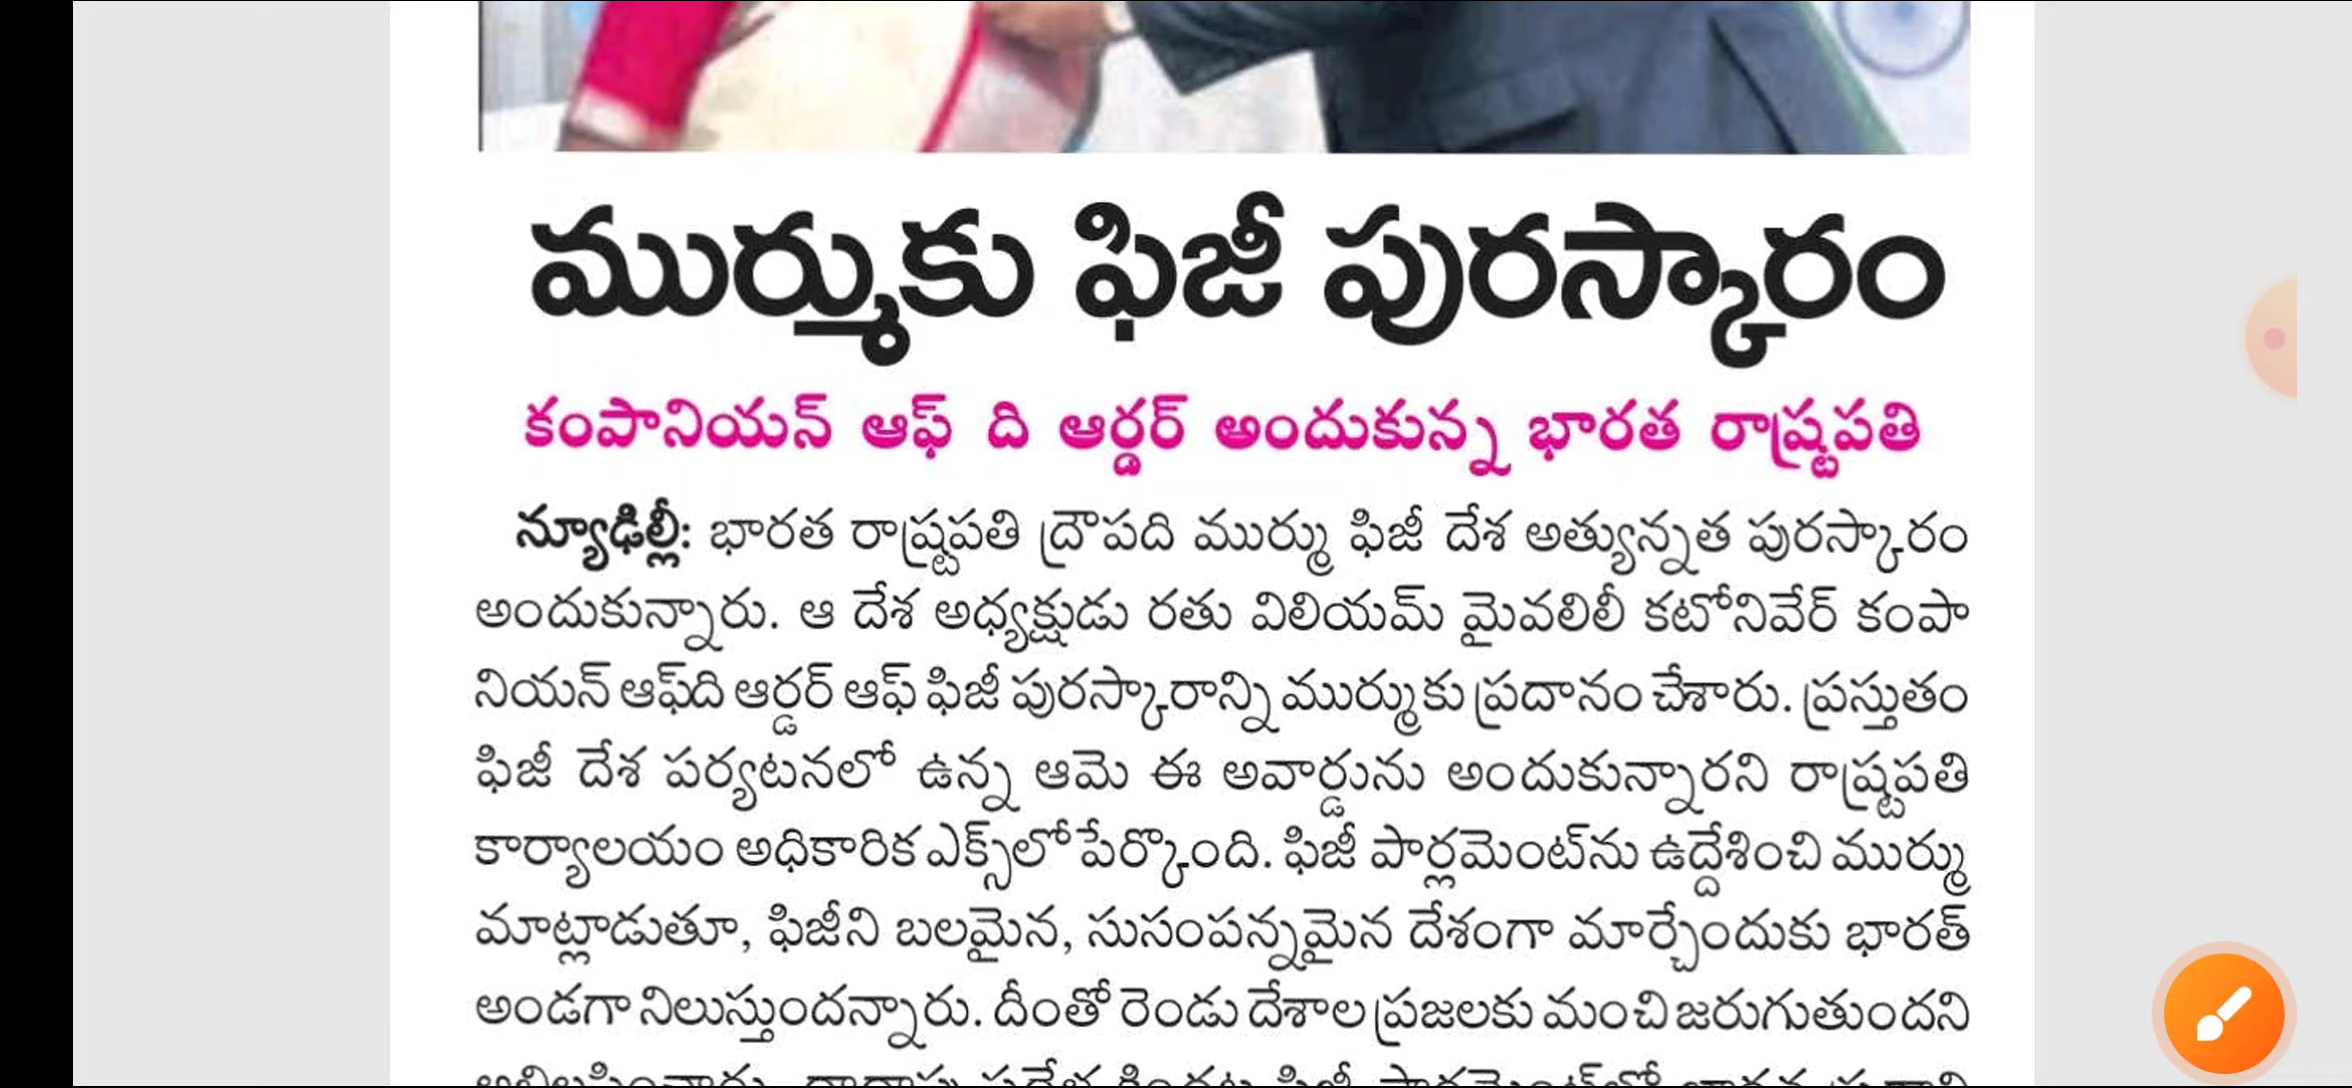 ముర్ముకు ఫిజీ పురస్కారం
కంపానియన్ ఆఫ్ ది ఆర్డర్ అందుకున్న భారత రాష్ట్రపతి
న్యూఢిల్లీ: భారత రాష్ట్రపతి ద్రౌపది ముర్ము ఫిజీ దేశ అత్యున్నత పురస్కారం
అందుకున్నారు. ఆ దేశ అధ్యక్షుడు రతు విలియమ్ మైవలిలీ కటోనివేర్ కంపా
నియన్ ఆఫ్‌ది ఆర్డర్ ఆఫ్ ఫిజీ పురస్కారాన్ని ముర్ముకు ప్రదానం చేశారు. ప్రస్తుతం
ఫిజీ దేశ పర్యటనలో ఉన్న ఆమె ఈ అవార్డును అందుకున్నారని రాష్ట్రపతి
కార్యాలయం అధికారిక ఎక్స్‌లో పేర్కొంది. ఫిజీ పార్లమెంట్‌ను ఉద్దేశించి ముర్ము
మాట్లాడుతూ, ఫిజీని బలమైన, సుసంపన్నమైన దేశంగా మార్చేందుకు భారత్
అండగా నిలుస్తుందన్నారు. దీంతో రెండు దేశాల ప్రజలకు మంచి జరుగుతుందని